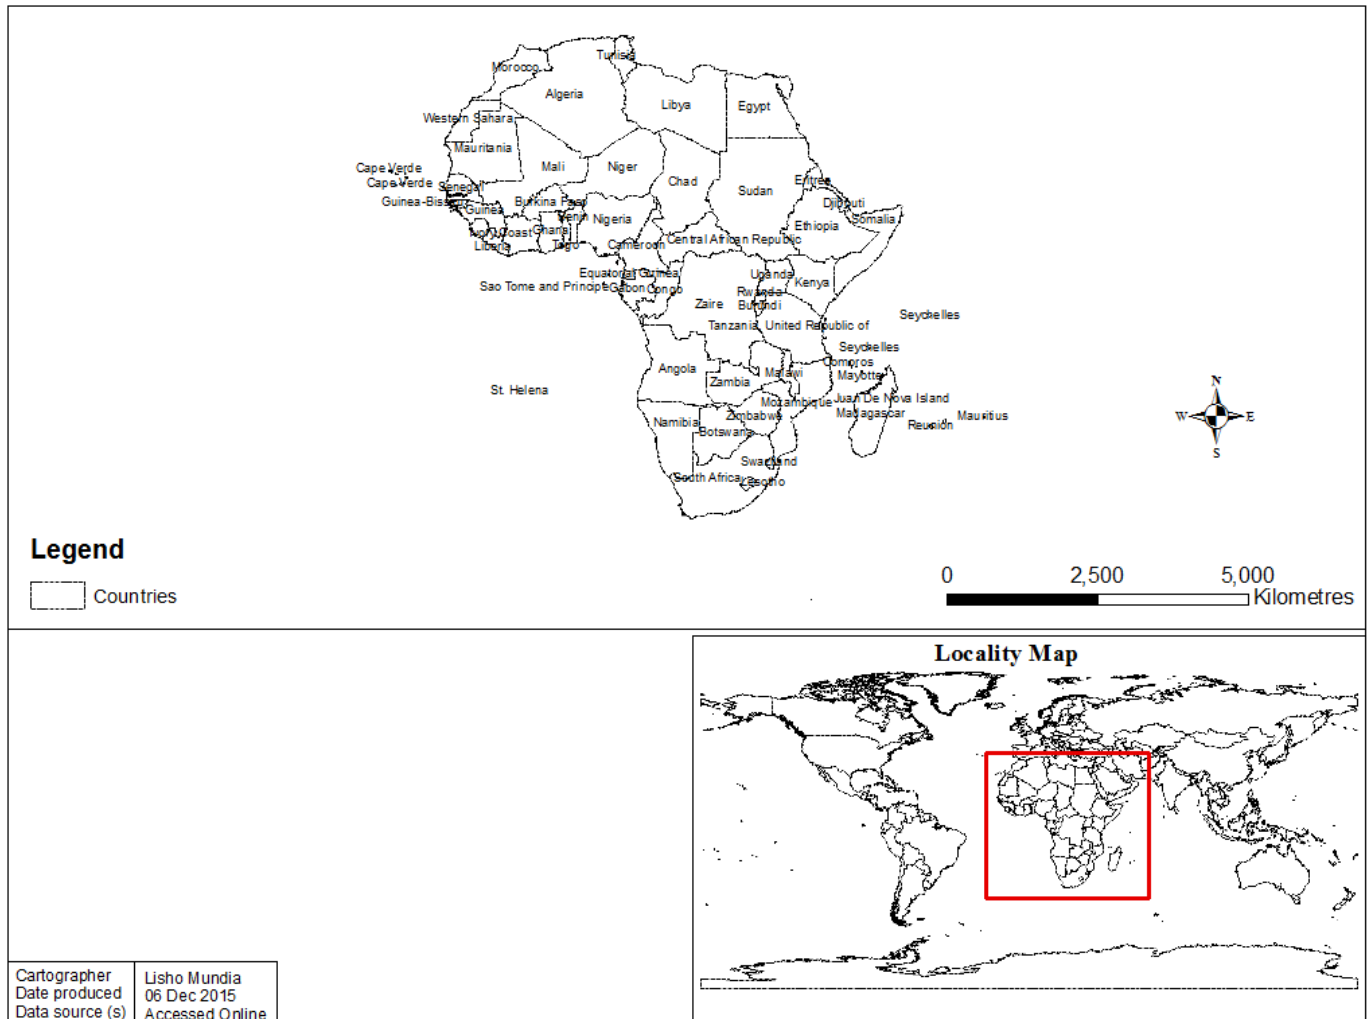 Tunisia
Morocco
Algeria
Libya
Egypt
Western Sahara
Mauritania
Cape Verde
Mali
Niger
Chad
Sudan
Eritrea
Cape Verde
Senegal
Guinea-Bissau
Guinea
Burkina Faso
Benin
Nigeria
Djibouti
Somalia
Ethiopia
Ivory Coast
Ghana
Liberia
Togo
Cameroon
Central African Republic
Equatorial Guinea
Uganda
Kenya
Sao Tome and Principe
Gabon
Congo
Rwanda
Zaire
Burundi
Seychelles
Tanzania, United Republic of
Seychelles
Comoros
Angola
Malawi
Mayotte
Zambia
St. Helena
Mozambique
Juan De Nova Island
Madagascar
Zimbabwe
Namibia
Botswana
Reunion
Mauritius
Swaziland
South Africa
Lesotho
N
W
E
S
Legend
Countries
0 2,500 5,000
Kilometres
Locality Map
Cartographer Lisho Mundia
Date produced 06 Dec 2015
Data source (s) Accessed Online